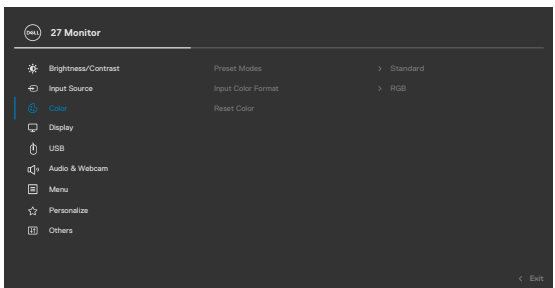 DELL 27 Monitor
Brightness/Contrast Preset Modes > Standard
Input Source Input Color Format > RGB
Color Reset Color
Display
USB
Audio & Webcam
Menu
Personalize
Others
< Exit